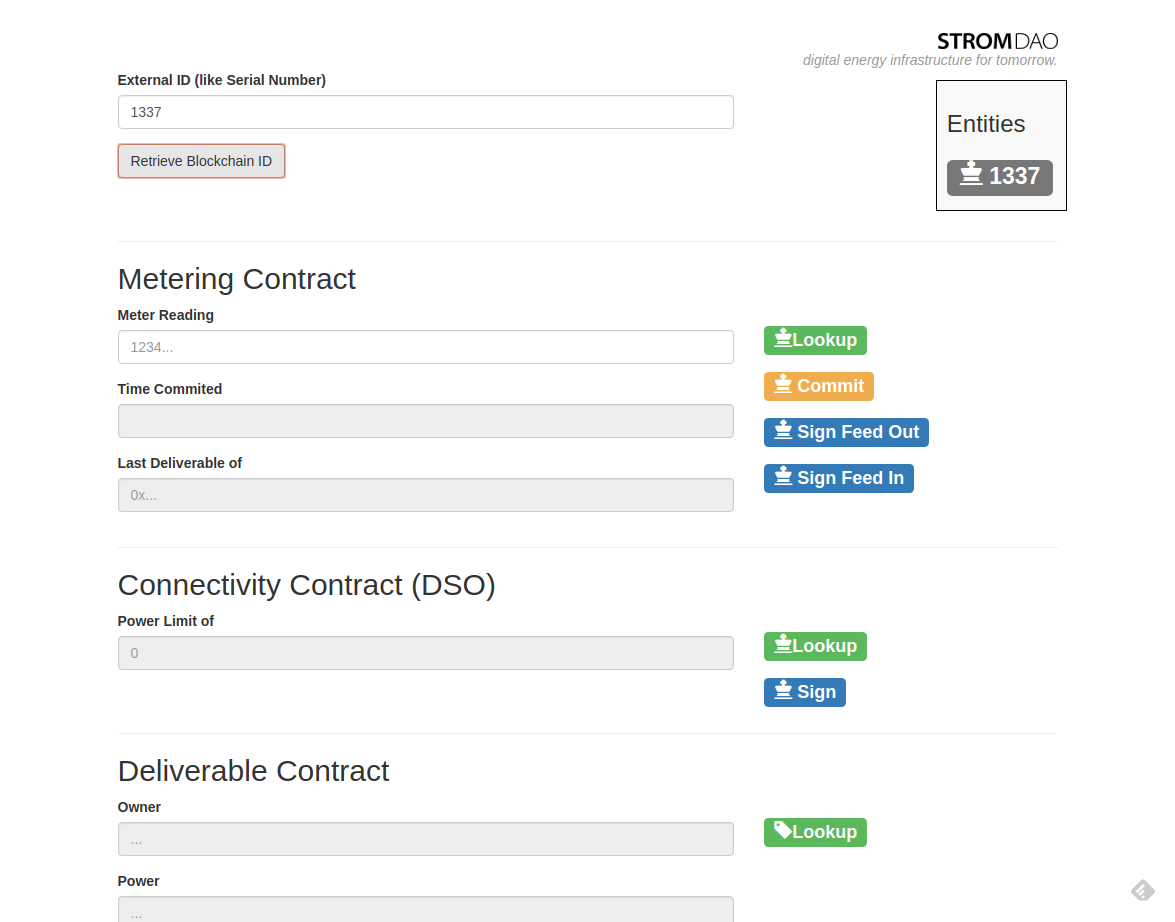 STROMDAO
digital energy infrastructure for tomorrow.
External ID (like Serial Number)
1337
Retrieve Blockchain ID
Entities
1337
Metering Contract
Meter Reading
1234...
Time Commited
Last Deliverable of
0x...
Lookup
Commit
Sign Feed Out
Sign Feed In
Connectivity Contract (DSO)
Power Limit of
0
Lookup
Sign
Deliverable Contract
Owner
...
Lookup
Power
...